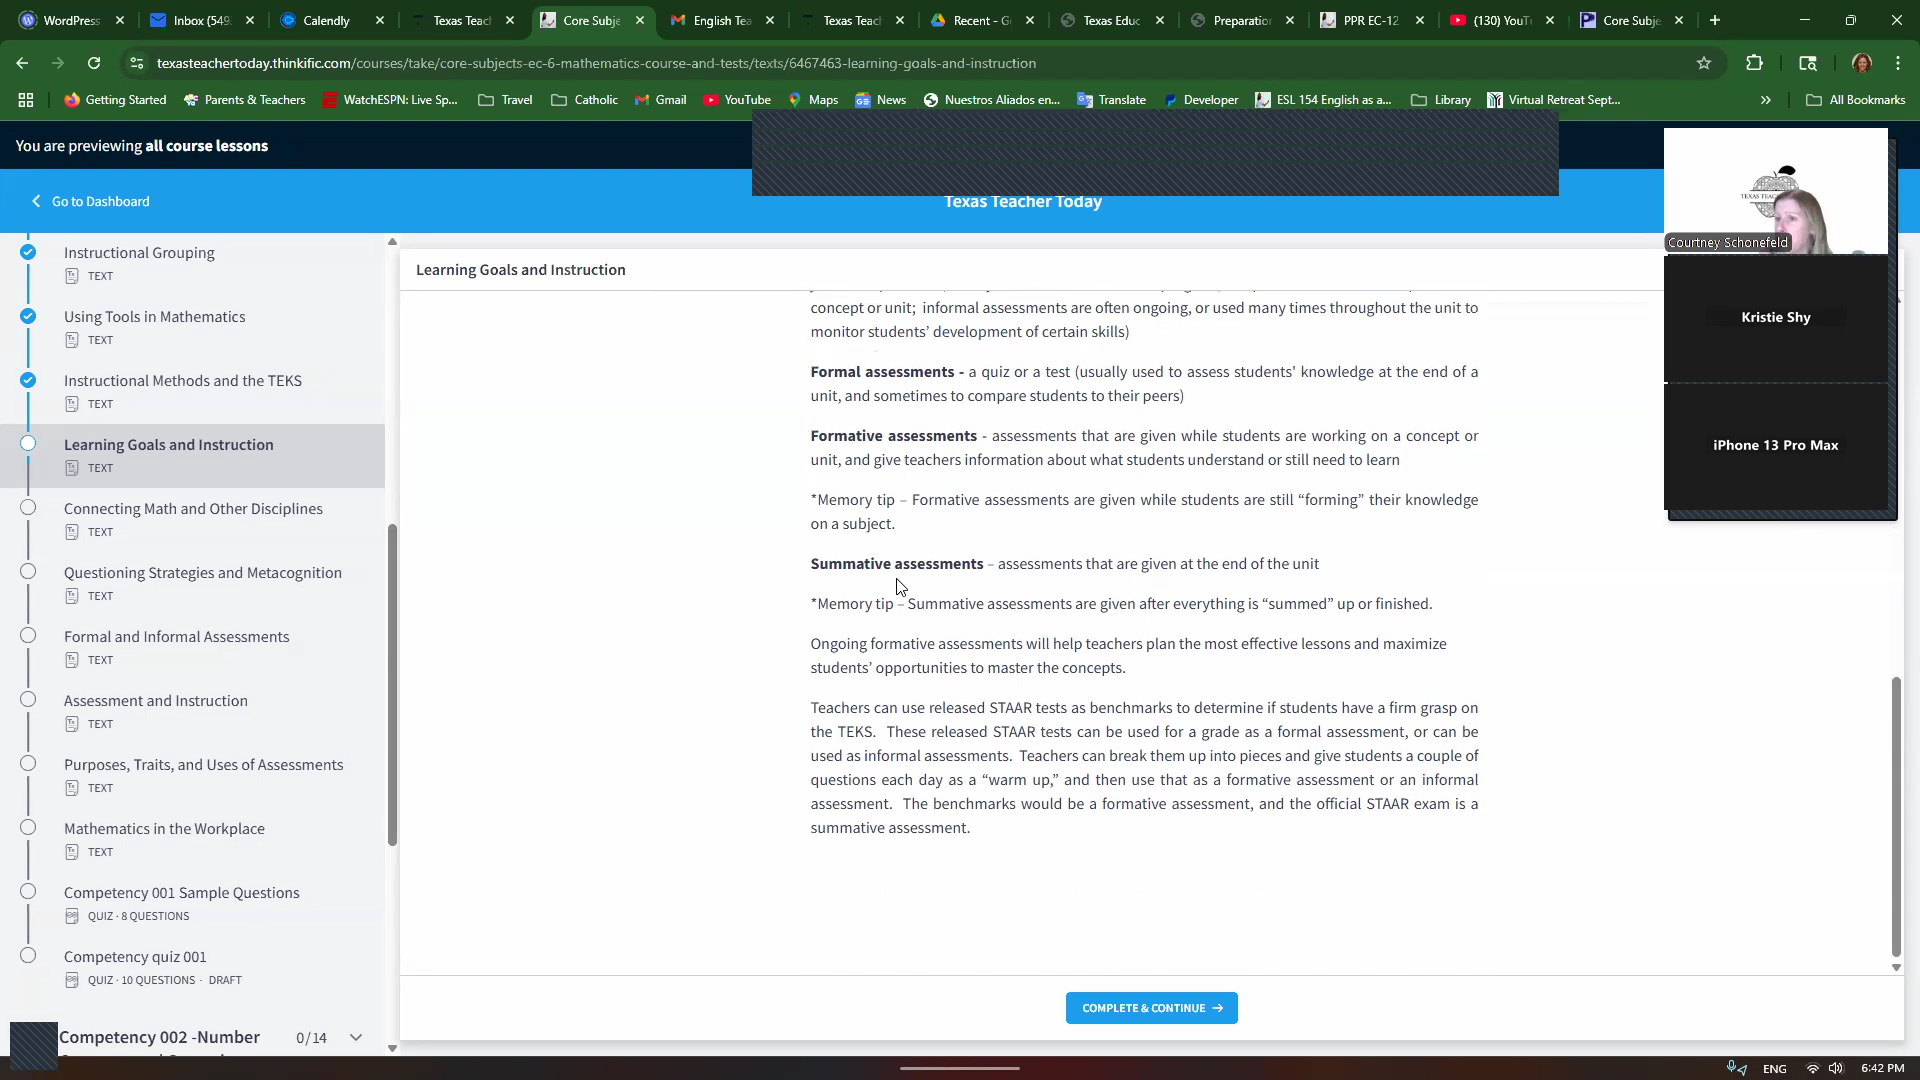 WordPress
Inbox (549
Calendly
Texas Teach
Core Subje
English Tea
Texas Teach
Recent - Go
Texas Educ
Preparation
PPR EC-12
(130) YouTu
Core Subje
texasteachertoday.thinkific.com/courses/take/core-subjects-ec-6-mathematics-course-and-tests/texts/6467463-learning-goals-and-instruction
Getting Started
Parents & Teachers
WatchESPN: Live Sp...
Travel
Catholic
Gmail
YouTube
Maps
News
Nuestros Aliados en...
Translate
Developer
ESL 154 English as a...
Library
Virtual Retreat Sept...
All Bookmarks
You are previewing all course lessons
Go to Dashboard
Texas Teacher Today
Instructional Grouping
TEXT
Using Tools in Mathematics
TEXT
Instructional Methods and the TEKS
TEXT
Learning Goals and Instruction
TEXT
Connecting Math and Other Disciplines
TEXT
Questioning Strategies and Metacognition
TEXT
Formal and Informal Assessments
TEXT
Assessment and Instruction
TEXT
Purposes, Traits, and Uses of Assessments
TEXT
Mathematics in the Workplace
TEXT
Competency 001 Sample Questions
QUIZ · 8 QUESTIONS
Competency quiz 001
QUIZ · 10 QUESTIONS · DRAFT
Competency 002 -Number
0/14
Learning Goals and Instruction
concept or unit; informal assessments are often ongoing, or used many times throughout the unit to
monitor students’ development of certain skills)
Formal assessments - a quiz or a test (usually used to assess students' knowledge at the end of a
unit, and sometimes to compare students to their peers)
Formative assessments - assessments that are given while students are working on a concept or
unit, and give teachers information about what students understand or still need to learn
*Memory tip – Formative assessments are given while students are still “forming” their knowledge
on a subject.
Summative assessments – assessments that are given at the end of the unit
*Memory tip – Summative assessments are given after everything is “summed” up or finished.
Ongoing formative assessments will help teachers plan the most effective lessons and maximize
students’ opportunities to master the concepts.
Teachers can use released STAAR tests as benchmarks to determine if students have a firm grasp on
the TEKS. These released STAAR tests can be used for a grade as a formal assessment, or can be
used as informal assessments. Teachers can break them up into pieces and give students a couple of
questions each day as a “warm up,” and then use that as a formative assessment or an informal
assessment. The benchmarks would be a formative assessment, and the official STAAR exam is a
summative assessment.
COMPLETE & CONTINUE →
Courtney Schonefeld
Kristie Shy
iPhone 13 Pro Max
ENG
6:42 PM